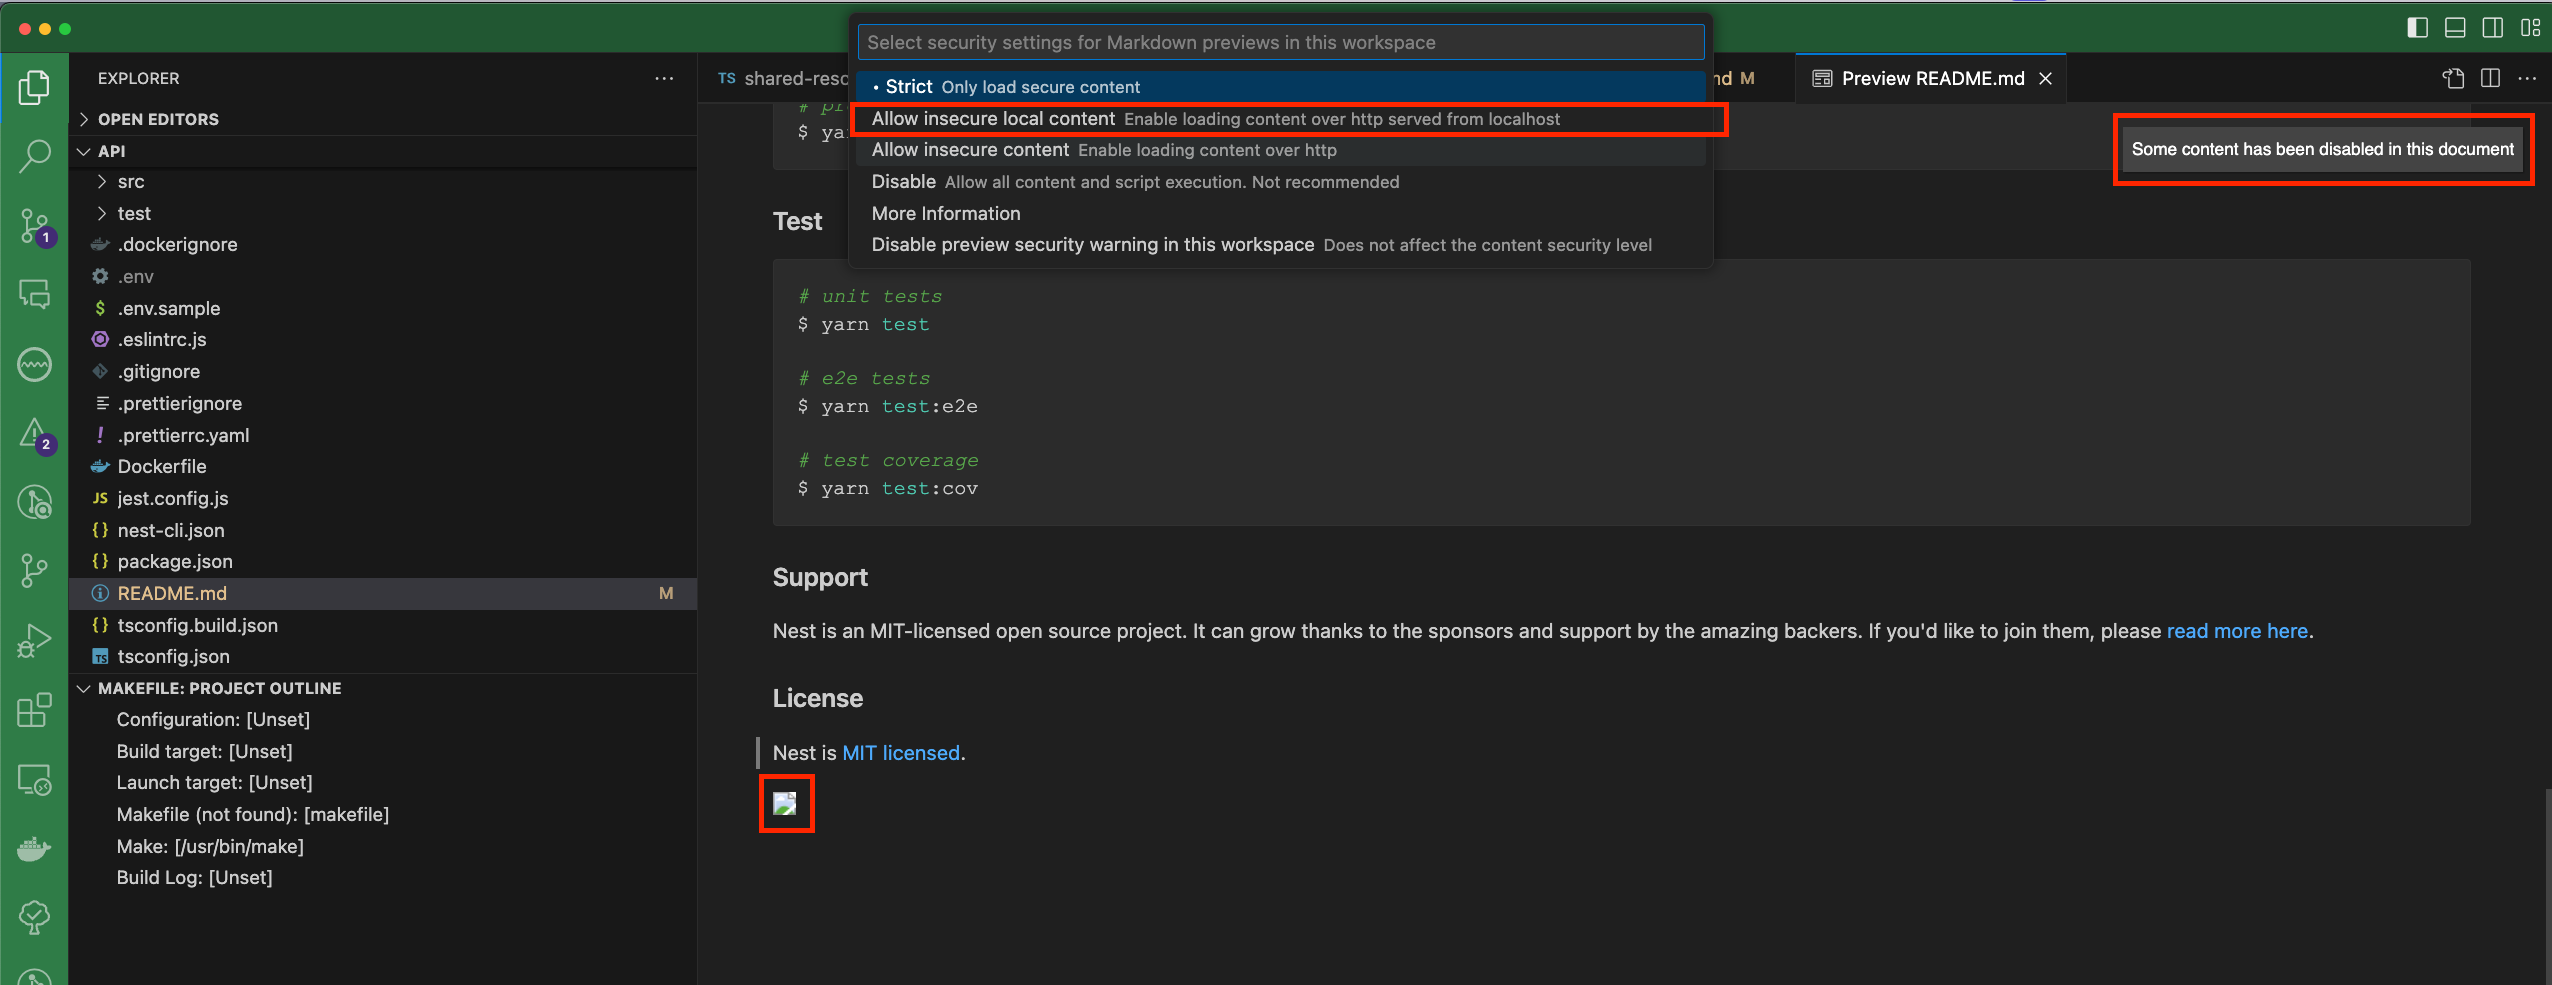 Select security settings for Markdown previews in this workspace
• Strict Only load secure content
Allow insecure local content Enable loading content over http served from localhost
Allow insecure content Enable loading content over http
Disable Allow all content and script execution. Not recommended
More Information
Disable preview security warning in this workspace Does not affect the content security level
EXPLORER
OPEN EDITORS
API
src
test
.dockerignore
.env
$ .env.sample
.eslintrc.js
.gitignore
.prettierignore
! .prettierrc.yaml
Dockerfile
JS jest.config.js
{} nest-cli.json
{} package.json
README.md M
{} tsconfig.build.json
TS tsconfig.json
MAKEFILE: PROJECT OUTLINE
Configuration: [Unset]
Build target: [Unset]
Launch target: [Unset]
Makefile (not found): [makefile]
Make: [/usr/bin/make]
Build Log: [Unset]
1
2
TS M
Preview README.md
Some content has been disabled in this document
$
Test
# unit tests
$ yarn test
# e2e tests
$ yarn test:e2e
# test coverage
$ yarn test:cov
Support
Nest is an MIT-licensed open source project. It can grow thanks to the sponsors and support by the amazing backers. If you'd like to join them, please read more here.
License
Nest is MIT licensed.